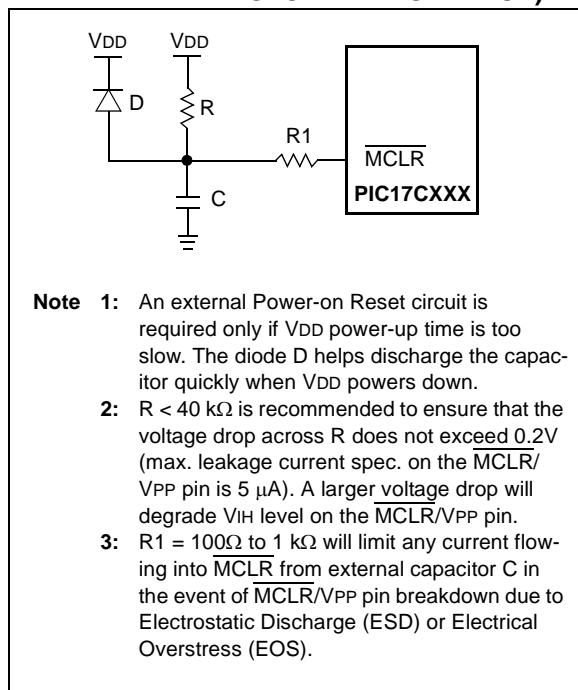 VDD VDD
D
R
R1
MCLR
C
PIC17CXXX
Note 1: An external Power-on Reset circuit is
required only if VDD power-up time is too
slow. The diode D helps discharge the capac-
itor quickly when VDD powers down.
2: R < 40 kΩ is recommended to ensure that the
voltage drop across R does not exceed 0.2V
(max. leakage current spec. on the MCLR/
VPP pin is 5 μA). A larger voltage drop will
degrade VIH level on the MCLR/VPP pin.
3: R1 = 100Ω to 1 kΩ will limit any current flow-
ing into MCLR from external capacitor C in
the event of MCLR/VPP pin breakdown due to
Electrostatic Discharge (ESD) or Electrical
Overstress (EOS).